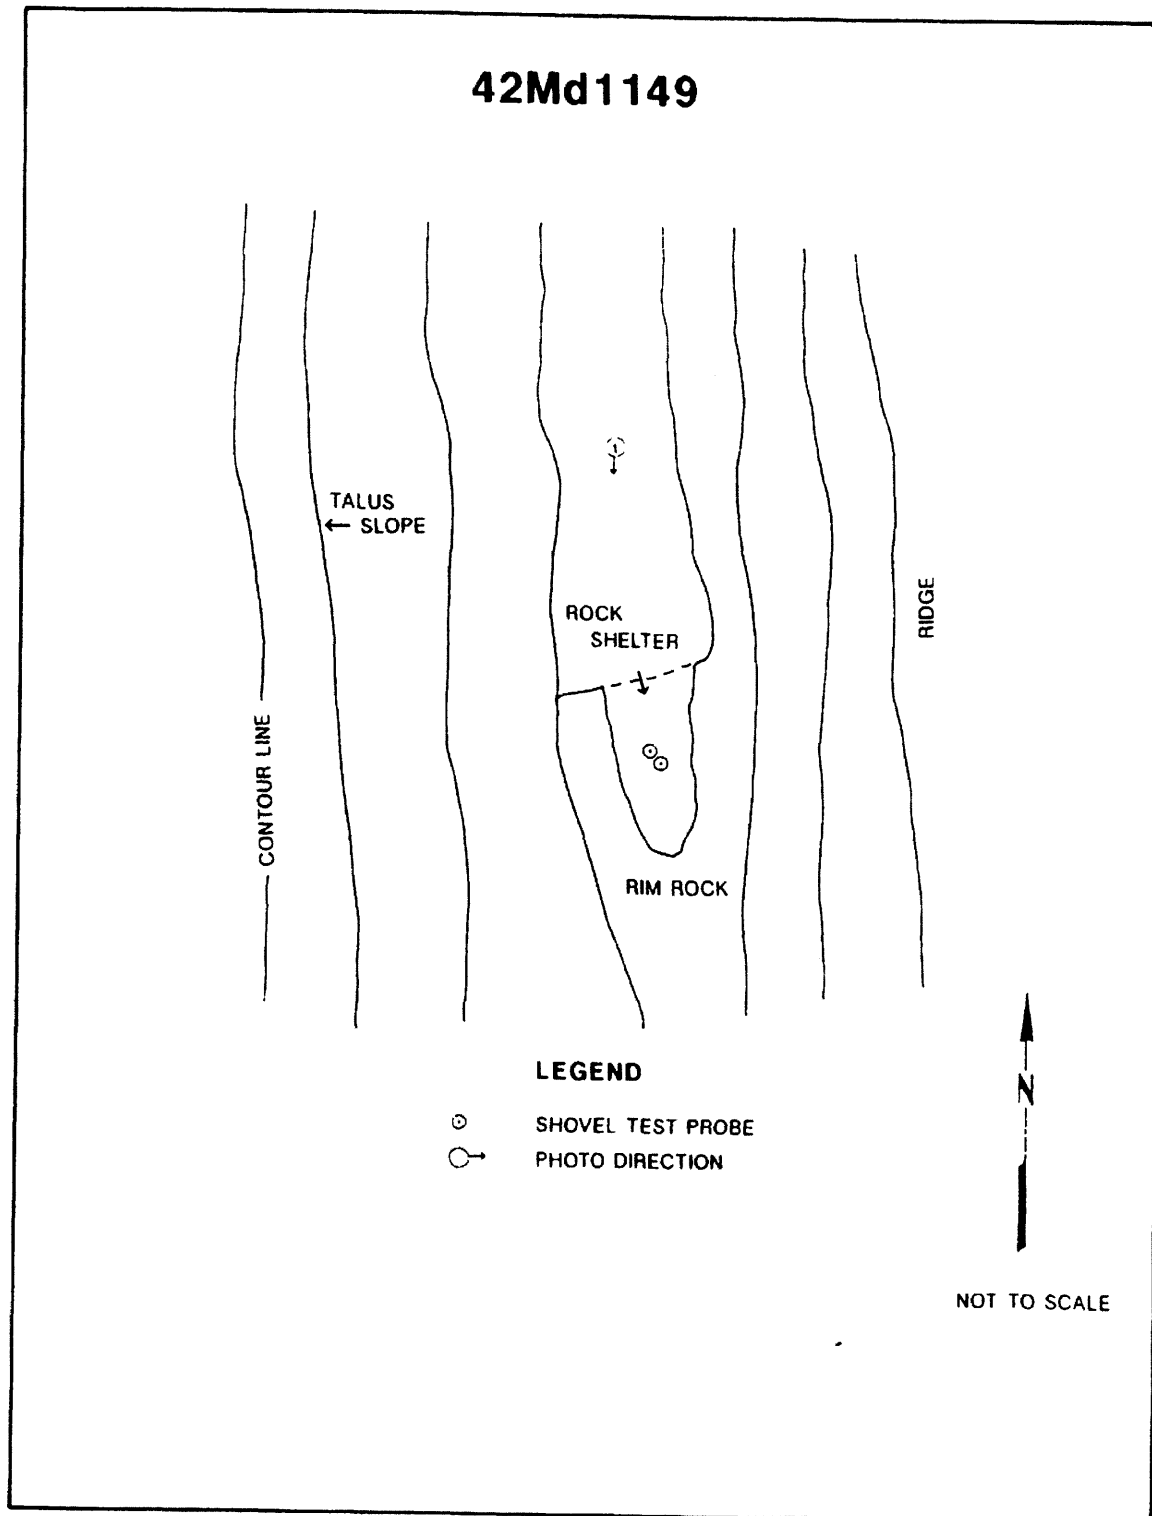 42Md1149
1
TALUS
← SLOPE
ROCK
SHELTER
RIDGE
CONTOUR LINE
RIM ROCK
LEGEND
SHOVEL TEST PROBE
PHOTO DIRECTION
N
NOT TO SCALE